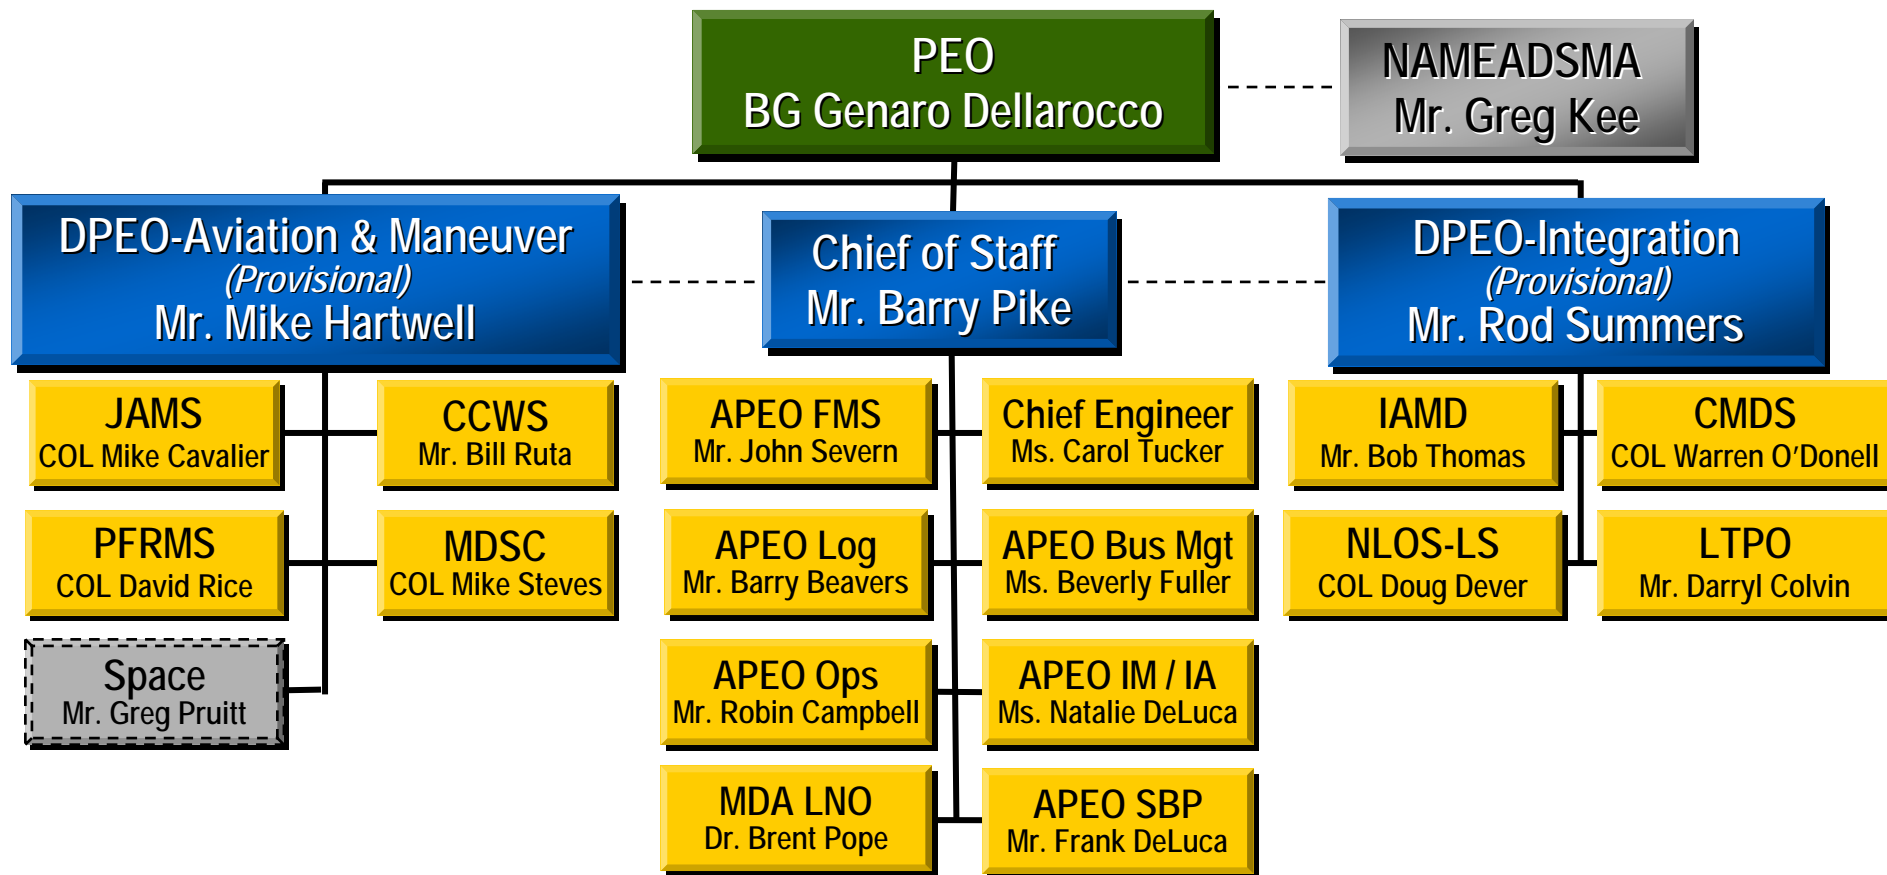 PEO
BG Genaro Dellarocco
NAMEADSMA
Mr. Greg Kee
DPEO-Aviation & Maneuver
(Provisional)
Mr. Mike Hartwell
Chief of Staff
Mr. Barry Pike
DPEO-Integration
(Provisional)
Mr. Rod Summers
JAMS
COL Mike Cavalier
CCWS
Mr. Bill Ruta
PFRMS
COL David Rice
MDSC
COL Mike Steves
Space
Mr. Greg Pruitt
APEO FMS
Mr. John Severn
Chief Engineer
Ms. Carol Tucker
APEO Log
Mr. Barry Beavers
APEO Bus Mgt
Ms. Beverly Fuller
APEO Ops
Mr. Robin Campbell
APEO IM / IA
Ms. Natalie DeLuca
MDA LNO
Dr. Brent Pope
APEO SBP
Mr. Frank DeLuca
IAMD
Mr. Bob Thomas
CMDS
COL Warren O’Donell
NLOS-LS
COL Doug Dever
LTPO
Mr. Darryl Colvin